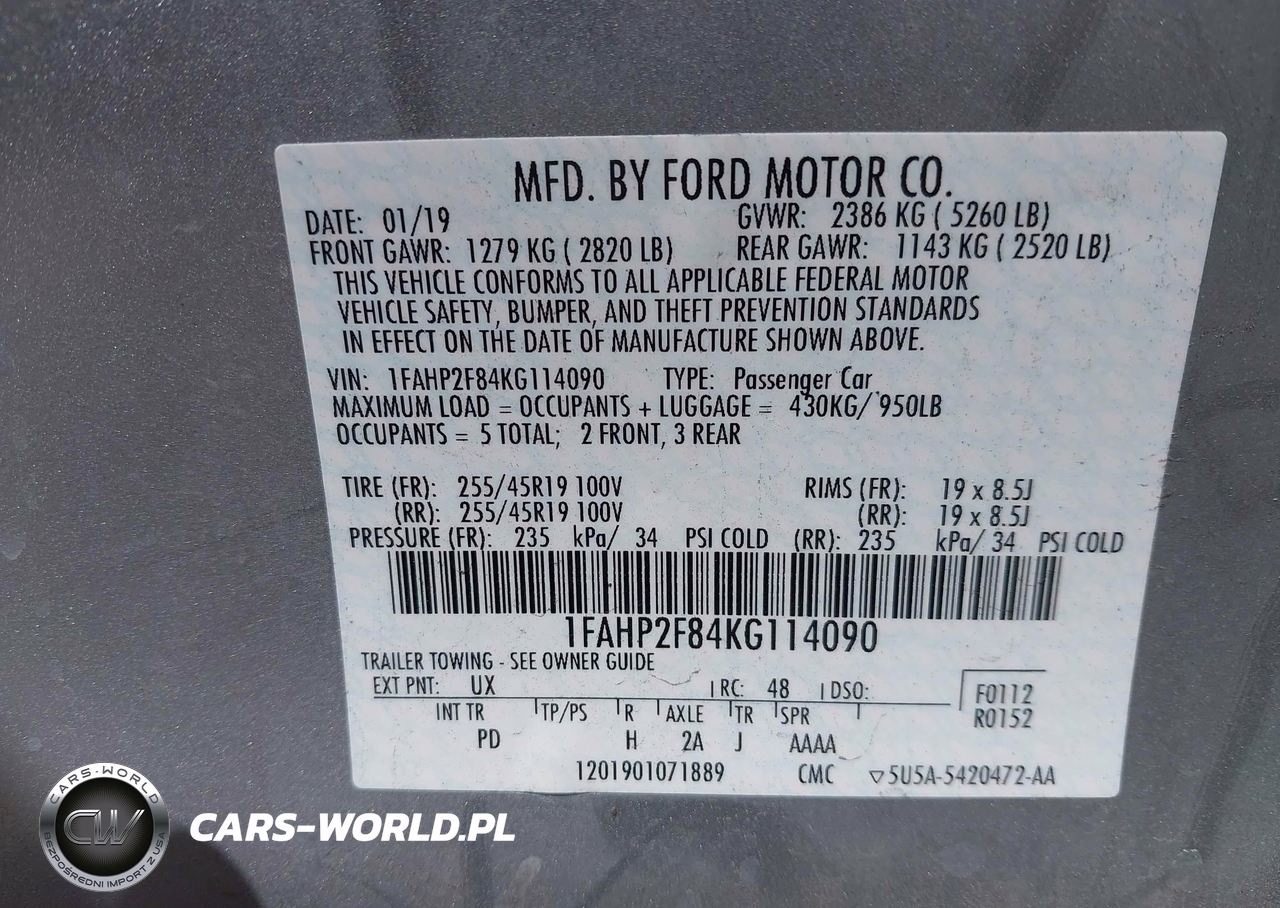 MFD. BY FORD MOTOR CO.
DATE: 01/19 GVWR: 2386 KG ( 5260 LB)
FRONT GAWR: 1279 KG ( 2820 LB) REAR GAWR: 1143 KG ( 2520 LB)
THIS VEHICLE CONFORMS TO ALL APPLICABLE FEDERAL MOTOR
VEHICLE SAFETY, BUMPER, AND THEFT PREVENTION STANDARDS
IN EFFECT ON THE DATE OF MANUFACTURE SHOWN ABOVE.
VIN: 1FAHP2F84KG114090 TYPE: Passenger Car
MAXIMUM LOAD = OCCUPANTS + LUGGAGE = 430KG/ 950LB
OCCUPANTS = 5 TOTAL; 2 FRONT, 3 REAR
TIRE (FR): 255/45R19 100V RIMS (FR): 19 x 8.5J
(RR): 255/45R19 100V (RR): 19 x 8.5J
PRESSURE (FR): 235 kPa/ 34 PSI COLD (RR): 235 kPa/ 34 PSI COLD
1FAHP2F84KG114090
TRAILER TOWING - SEE OWNER GUIDE
EXT PNT: UX RC: 48 DSO: F0112
R0152
INT TR TP/PS R AXLE TR SPR
PD H 2A J AAAA
1201901071889 CMC ▽5U5A-5420472-AA
CARS-WORLD
CW
BEZPOŚREDNI IMPORT Z USA
CARS-WORLD.PL